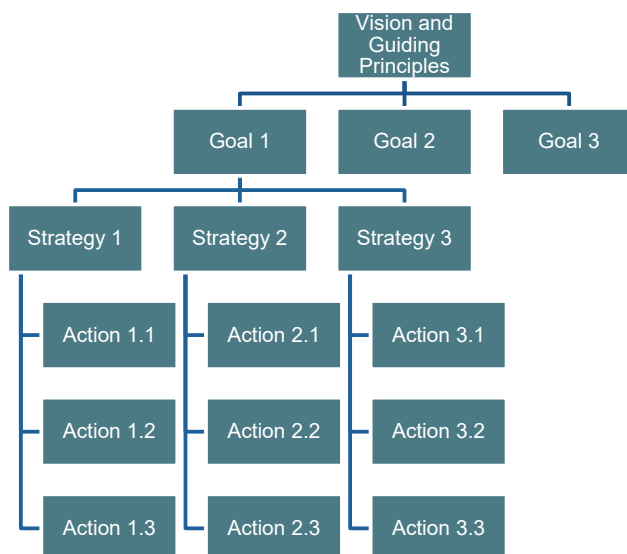 Vision and
Guiding
Principles
Goal 1
Goal 2
Goal 3
Strategy 1
Strategy 2
Strategy 3
Action 1.1
Action 2.1
Action 3.1
Action 1.2
Action 2.2
Action 3.2
Action 1.3
Action 2.3
Action 3.3